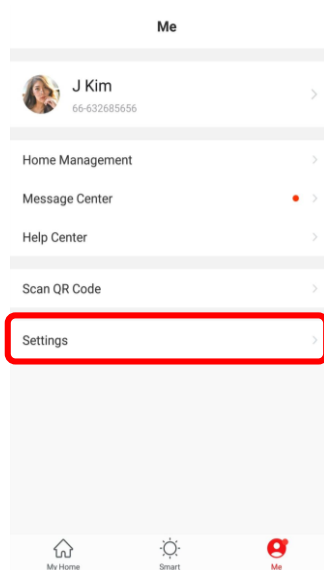 Me
J Kim
66-632685656
Home Management
Message Center
Help Center
Scan QR Code
Settings
My Home
Smart
Me